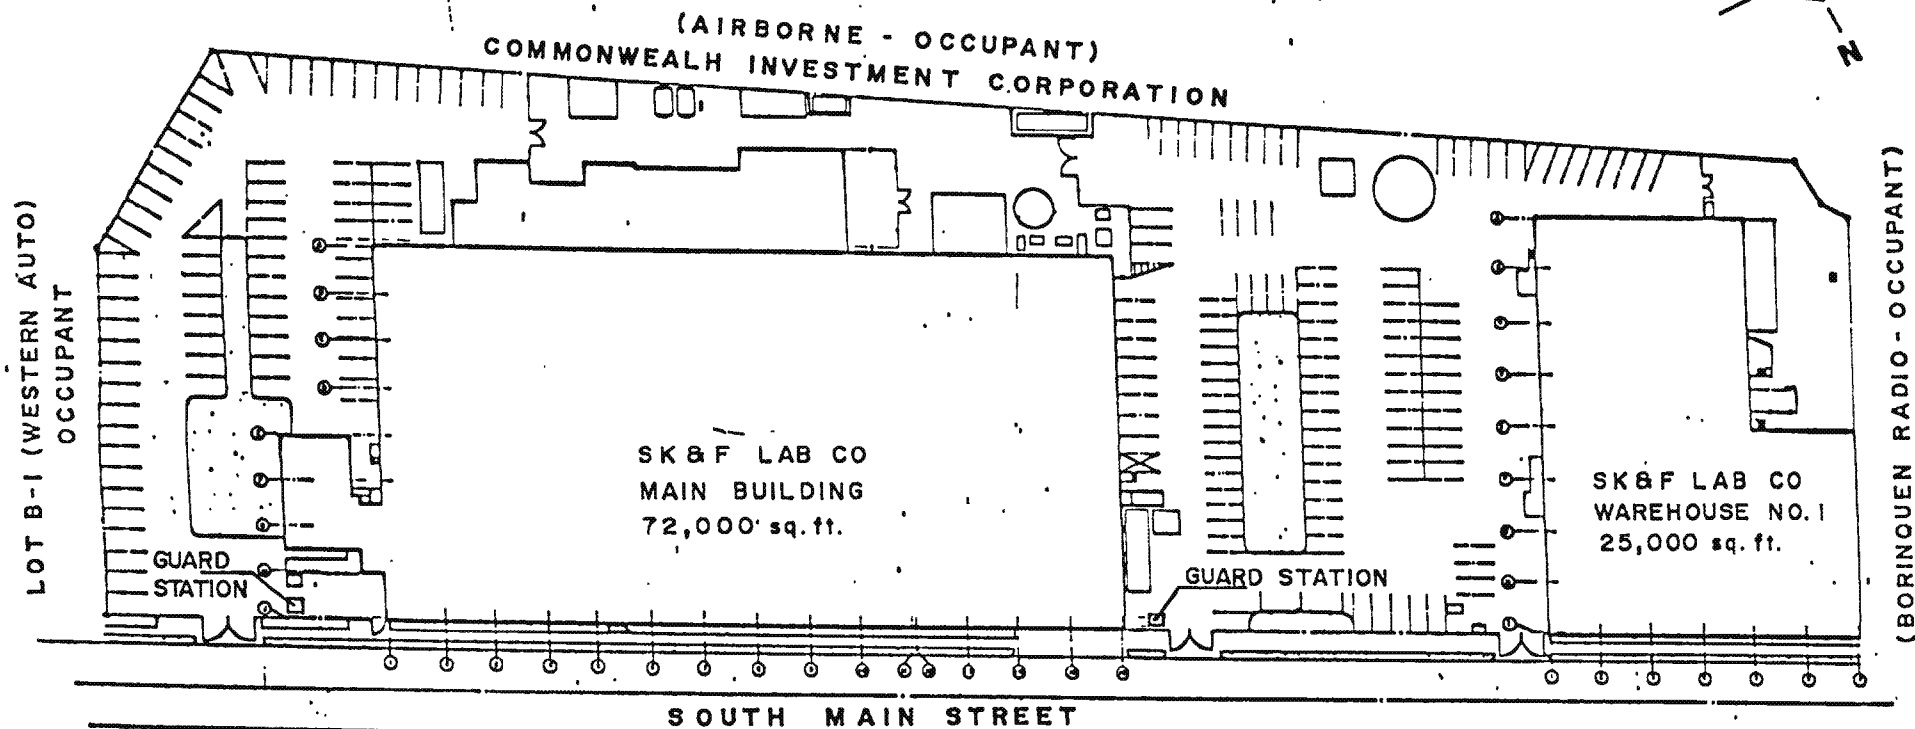 (AIRBORNE - OCCUPANT)
COMMONWEALH INVESTMENT CORPORATION
N
LOT B-1 (WESTERN AUTO)
OCCUPANT
(BORINQUEN RADIO-OCCUPANT)
SK&F LAB CO
MAIN BUILDING
72,000 sq.ft.
SK&F LAB CO
WAREHOUSE NO.1
25,000 sq.ft.
GUARD
STATION
GUARD STATION
SOUTH MAIN STREET